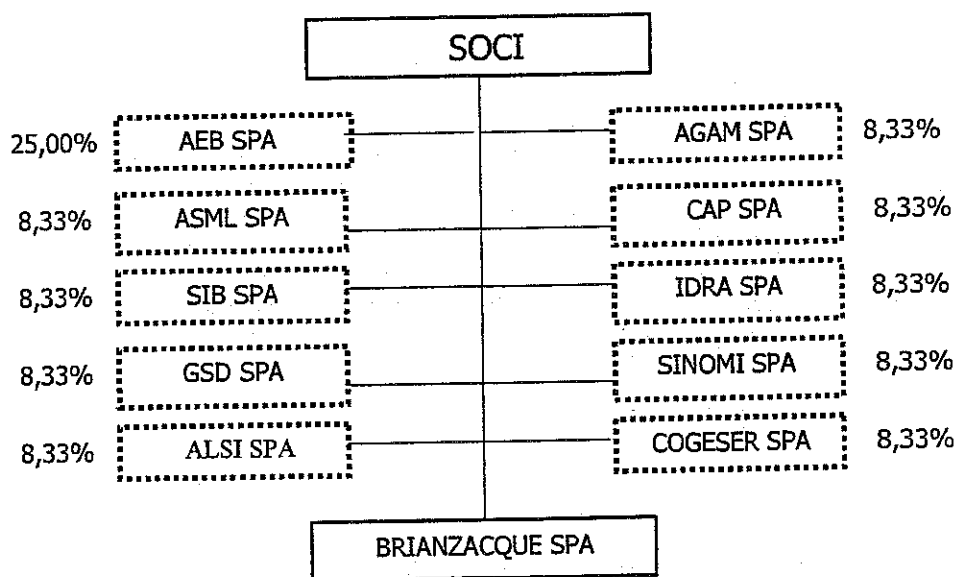 SOCI
25,00% AEB SPA AGAM SPA 8,33%
8,33% ASML SPA CAP SPA 8,33%
8,33% SIB SPA IDRA SPA 8,33%
8,33% GSD SPA SINOMI SPA 8,33%
8,33% ALSI SPA COGESER SPA 8,33%
BRIANZACQUE SPA